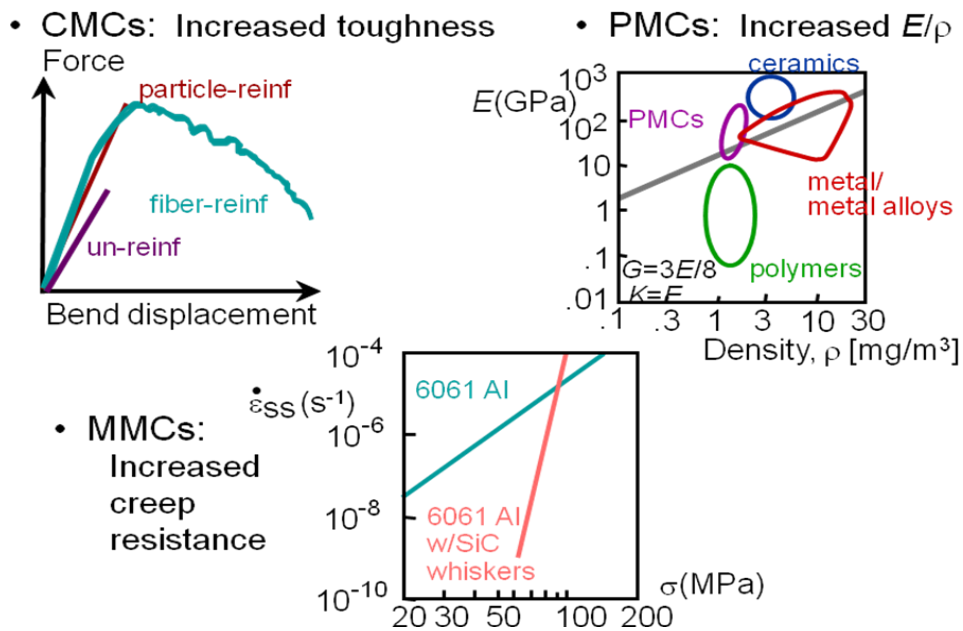 • CMCs: Increased toughness
Force
particle-reinf
fiber-reinf
un-reinf
Bend displacement
• PMCs: Increased E/ρ
E(GPa)
10³
10²
10
1
.1
.01
ceramics
PMCs
metal/
metal alloys
polymers
G=3E/8
K=E
.1 .3 1 3 10 30
Density, ρ [mg/m³]
• MMCs:
Increased
creep
resistance
ε̇ss (s⁻¹)
10⁻⁴
10⁻⁶
10⁻⁸
10⁻¹⁰
6061 Al
6061 Al
w/SiC
whiskers
20 30 50 100 200
σ(MPa)